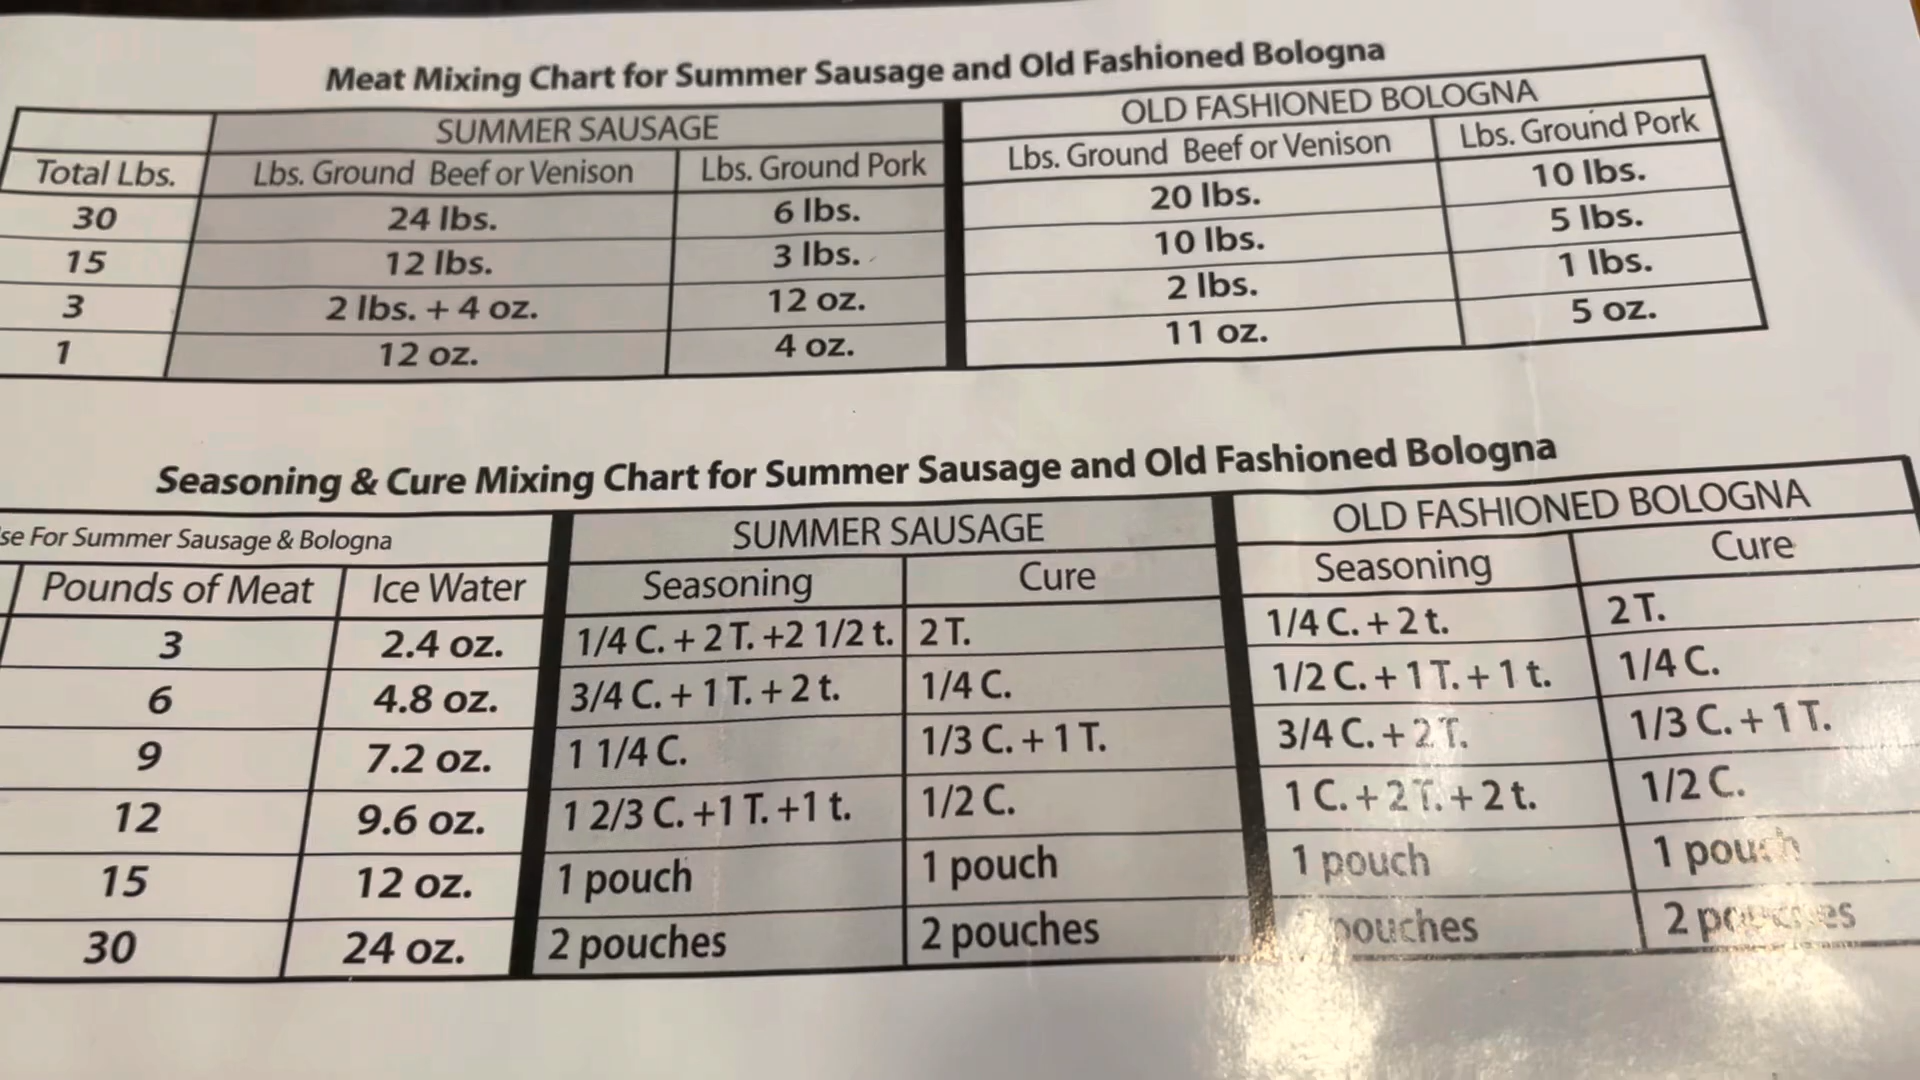 Meat Mixing Chart for Summer Sausage and Old Fashioned Bologna
SUMMER SAUSAGE OLD FASHIONED BOLOGNA
Total Lbs. Lbs. Ground Beef or Venison Lbs. Ground Pork Lbs. Ground Beef or Venison Lbs. Ground Pork
30 24 lbs. 6 lbs. 20 lbs. 10 lbs.
15 12 lbs. 3 lbs. 10 lbs. 5 lbs.
3 2 lbs. + 4 oz. 12 oz. 2 lbs. 1 lbs.
1 12 oz. 4 oz. 11 oz. 5 oz.
Seasoning & Cure Mixing Chart for Summer Sausage and Old Fashioned Bologna
se For Summer Sausage & Bologna SUMMER SAUSAGE OLD FASHIONED BOLOGNA
Pounds of Meat Ice Water Seasoning Cure Seasoning Cure
3 2.4 oz. 1/4 C. + 2 T. +2 1/2 t. 2 T. 1/4 C. + 2 t. 2 T.
6 4.8 oz. 3/4 C. + 1 T. + 2 t. 1/4 C. 1/2 C. + 1 T. + 1 t. 1/4 C.
9 7.2 oz. 1 1/4 C. 1/3 C. + 1 T. 3/4 C. + 2 T. 1/3 C. + 1 T.
12 9.6 oz. 1 2/3 C. +1 T. +1 t. 1/2 C. 1 C. + 2 T. + 2 t. 1/2 C.
15 12 oz. 1 pouch 1 pouch 1 pouch 1 pouch
30 24 oz. 2 pouches 2 pouches pouches 2 pouches